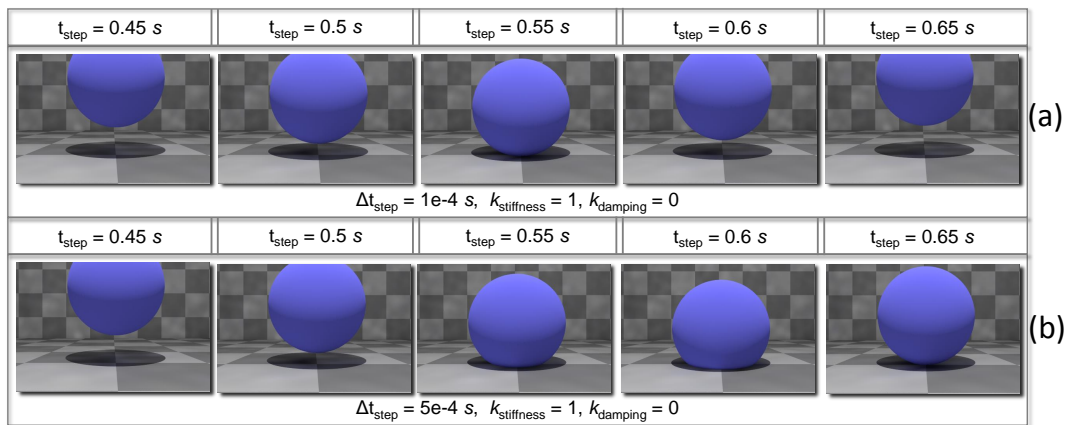 t_step = 0.45 s t_step = 0.5 s t_step = 0.55 s t_step = 0.6 s t_step = 0.65 s
(a)
Δt_step = 1e-4 s, k_stiffness = 1, k_damping = 0
t_step = 0.45 s t_step = 0.5 s t_step = 0.55 s t_step = 0.6 s t_step = 0.65 s
(b)
Δt_step = 5e-4 s, k_stiffness = 1, k_damping = 0